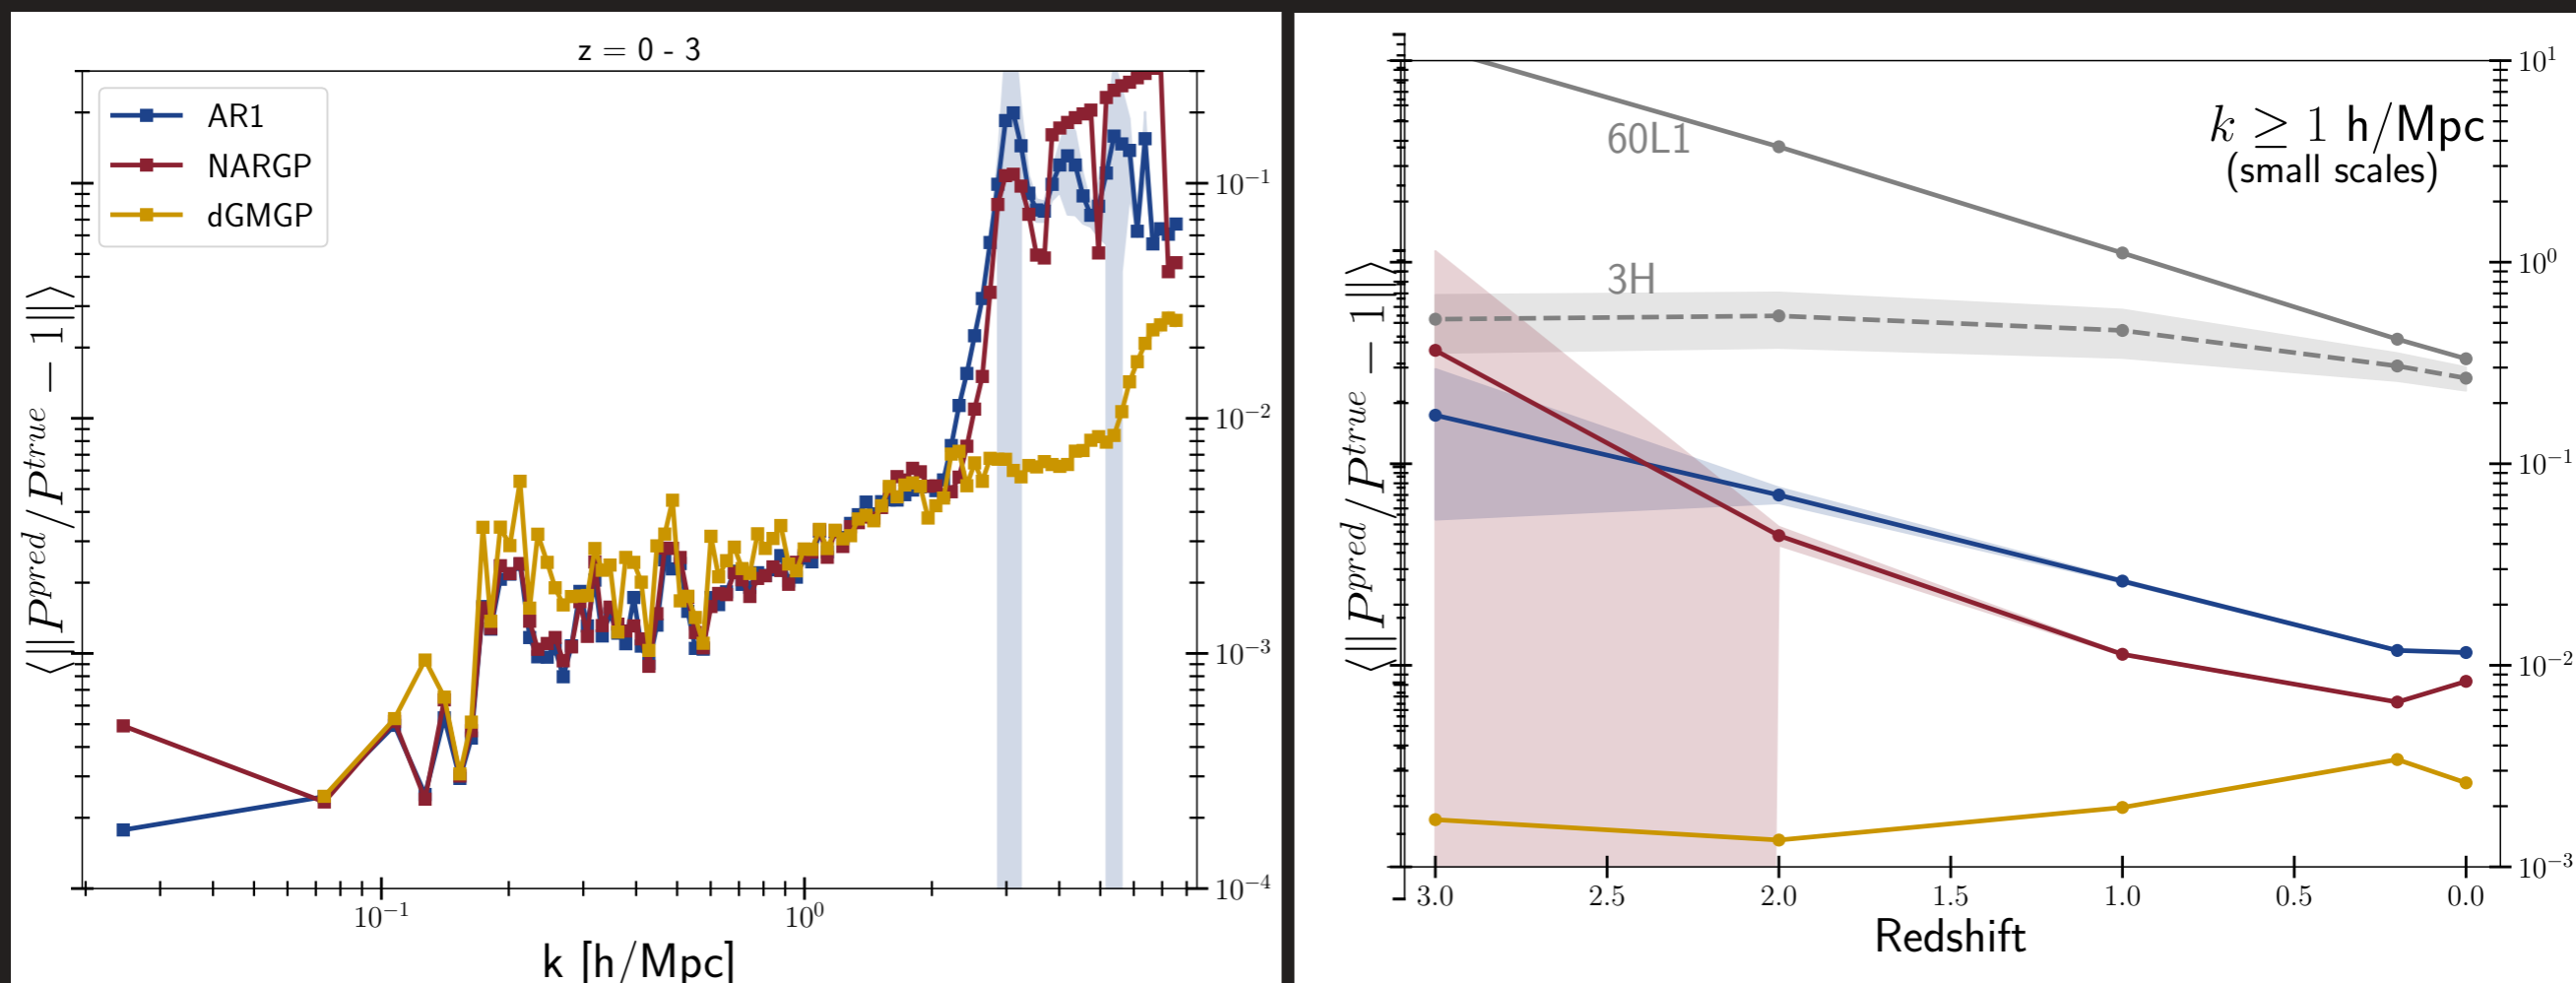 z = 0 - 3
AR1
NARGP
dGMGP
⟨∥P^{pred} / P^{true} − 1∥⟩
10^{−1}
10^{−2}
10^{−3}
10^{−4}
10^{−1}
10^{0}
k [h/Mpc]
k ≥ 1 h/Mpc
(small scales)
60L1
3H
⟨∥P^{pred} / P^{true} − 1∥⟩
10^{1}
10^{0}
10^{−1}
10^{−2}
10^{−3}
3.0 2.5 2.0 1.5 1.0 0.5 0.0
Redshift